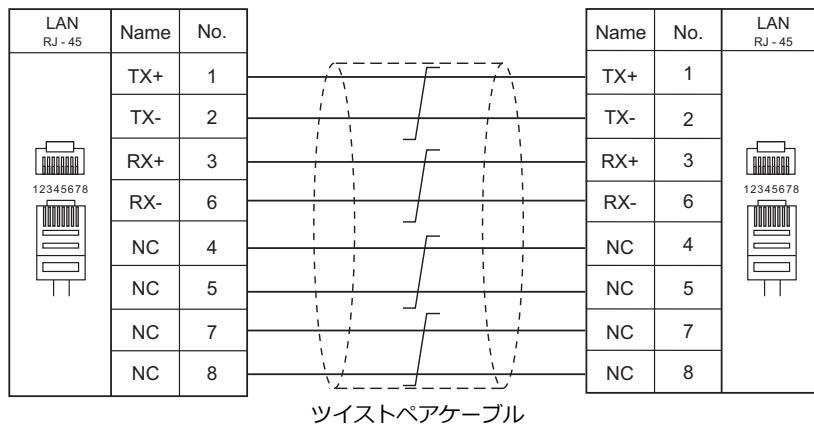 LAN
RJ - 45
Name No.
TX+ 1
TX- 2
RX+ 3
RX- 6
NC 4
NC 5
NC 7
NC 8
12345678
Name No.
LAN
RJ - 45
TX+ 1
TX- 2
RX+ 3
RX- 6
NC 4
NC 5
NC 7
NC 8
12345678
ツイストペアケーブル